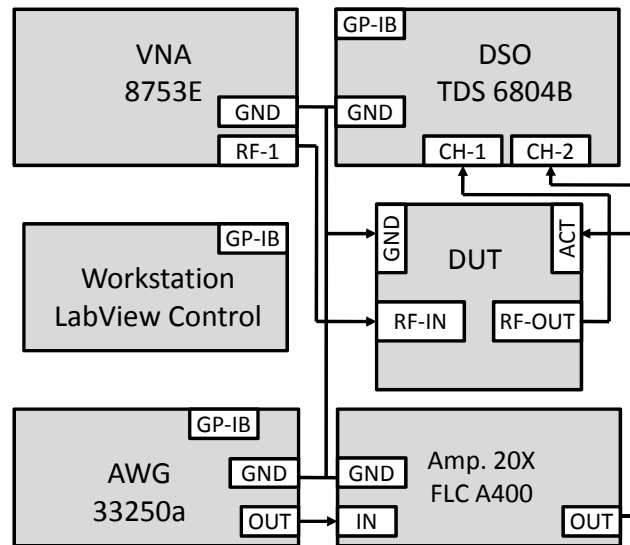 VNA
8753E
GND
RF-1
GP-IB
DSO
TDS 6804B
GND
CH-1
CH-2
GP-IB
Workstation
LabView Control
GND
ACT
DUT
RF-IN
RF-OUT
GP-IB
AWG
33250a
GND
OUT
GND
Amp. 20X
FLC A400
IN
OUT